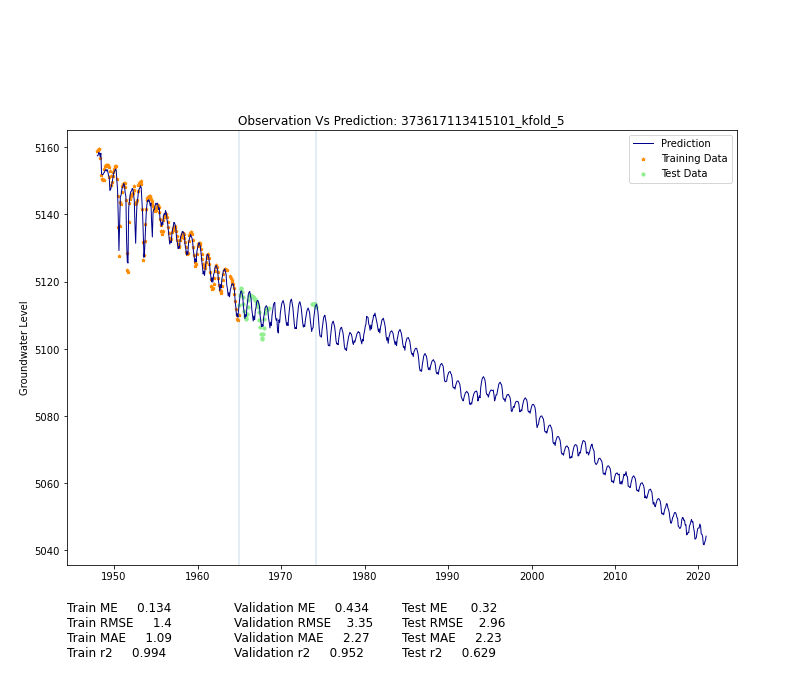 Observation Vs Prediction: 373617113415101_kfold_5
Prediction
Training Data
Test Data
5160
5140
5120
5100
5080
5060
5040
Groundwater Level
1950 1960 1970 1980 1990 2000 2010 2020
Train ME 0.134 Validation ME 0.434 Test ME 0.32
Train RMSE 1.4 Validation RMSE 3.35 Test RMSE 2.96
Train MAE 1.09 Validation MAE 2.27 Test MAE 2.23
Train r2 0.994 Validation r2 0.952 Test r2 0.629